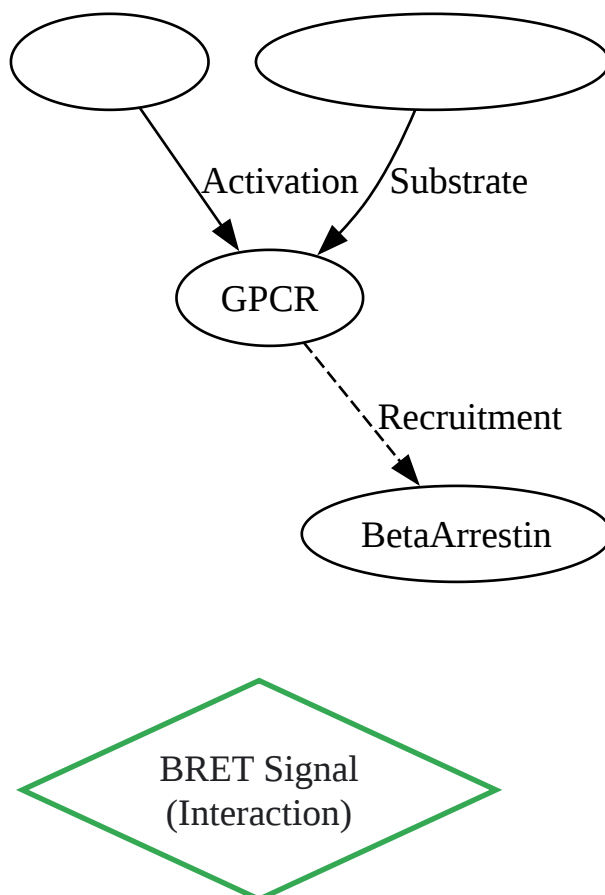 Activation
Substrate
GPCR
Recruitment
BetaArrestin
BRET Signal
(Interaction)